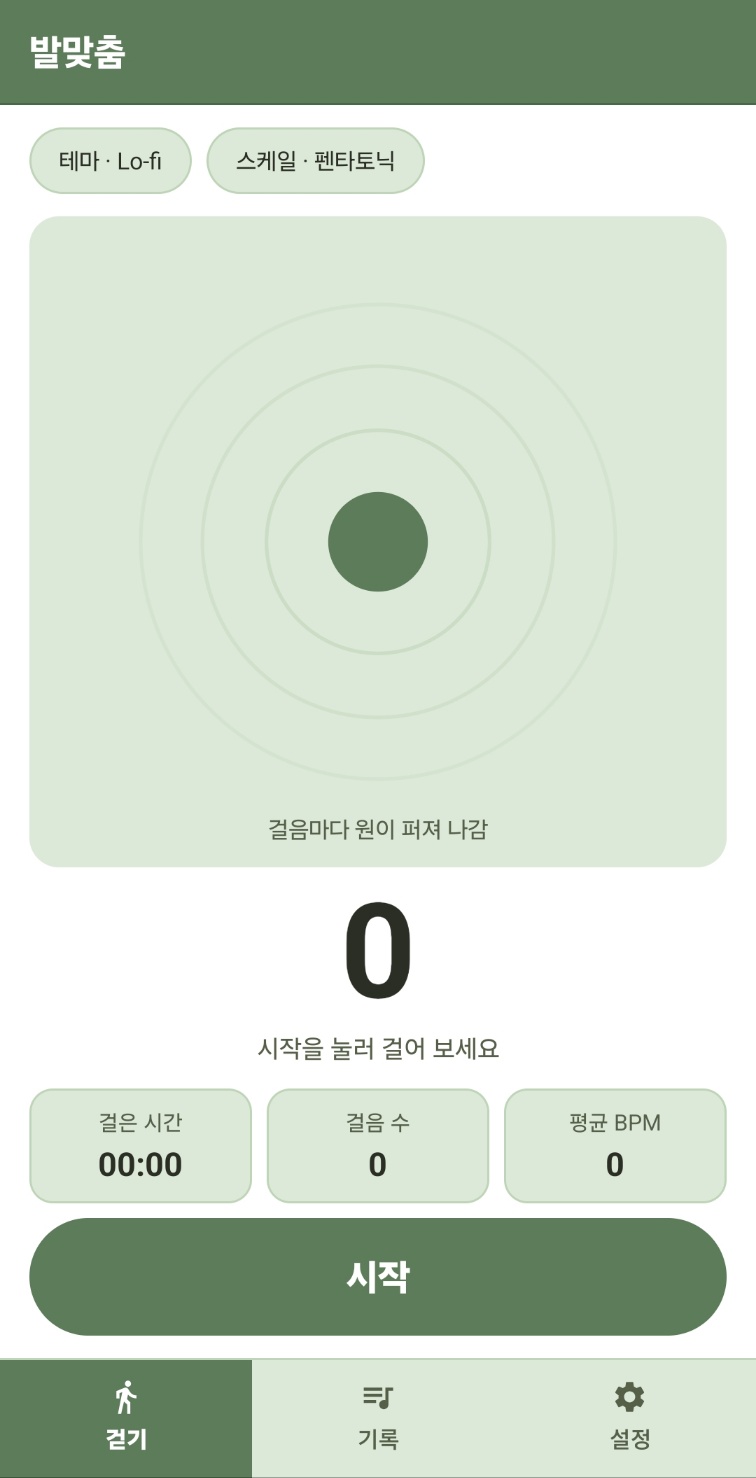 발맞춤
테마 · Lo-fi
스케일 · 펜타토닉
걸음마다 원이 퍼져 나감
0
시작을 눌러 걸어 보세요
걸은 시간
00:00
걸음 수
0
평균 BPM
0
시작
걷기
기록
설정